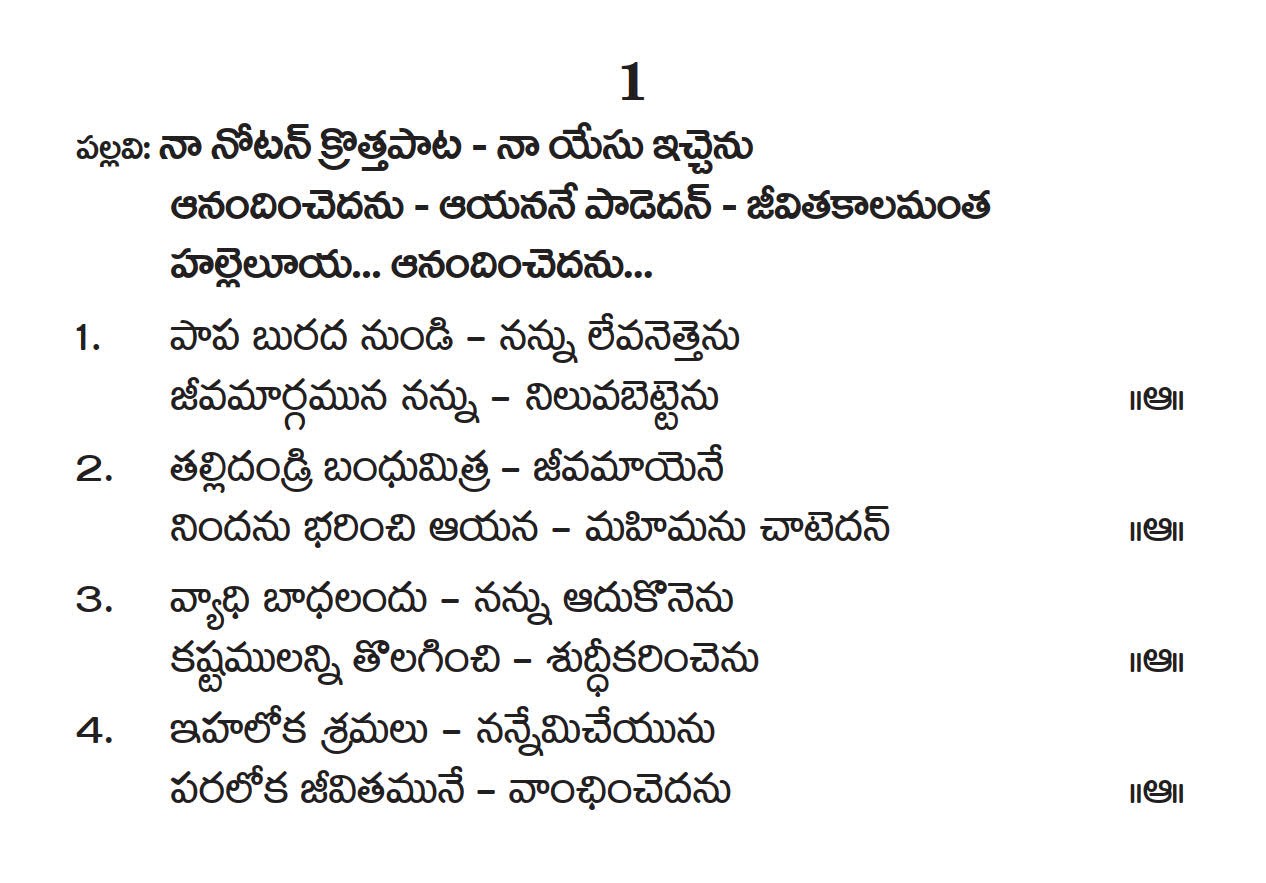 1
పల్లవి: నా నోటన్ క్రొత్తపాట - నా యేసు ఇచ్చెను
ఆనందించెదను - ఆయననే పాడెదన్ - జీవితకాలమంత
హల్లెలూయ... ఆనందించెదను...
1. పాప బురద నుండి – నన్ను లేవనెత్తెను
జీవమార్గమున నన్ను – నిలువబెట్టెను ॥ఆ॥
2. తల్లిదండ్రి బంధుమిత్ర – జీవమాయెనే
నిందను భరించి ఆయన – మహిమను చాటెదన్ ॥ఆ॥
3. వ్యాధి బాధలందు – నన్ను ఆదుకొనెను
కష్టములన్ని తొలగించి – శుద్ధీకరించెను ॥ఆ॥
4. ఇహలోక శ్రమలు – నన్నేమిచేయును
పరలోక జీవితమునే – వాంఛించెదను ॥ఆ॥